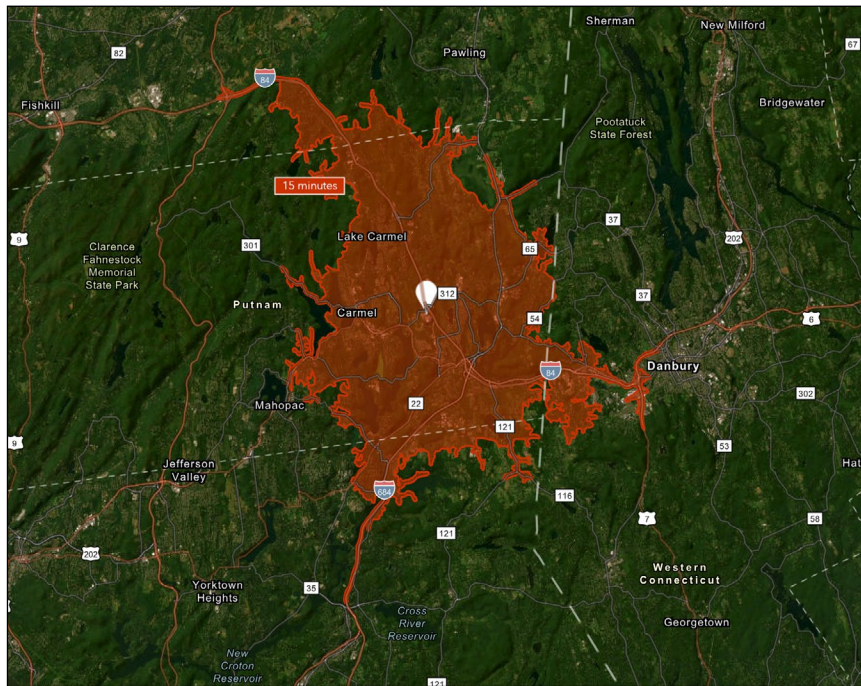 Sherman
New Milford
82
Pawling
67
84
Fishkill
Bridgewater
Pootatuck
State Forest
15 minutes
37
Lake Carmel
9
301
65
202
Clarence
Fahnestock
Memorial
State Park
312
37
Putnam
Carmel
54
6
84
Danbury
302
Mahopac
22
121
9
53
Jefferson
Valley
Hat
684
116
7
58
202
121
Western
Connecticut
Yorktown
Heights
35
Cross
River
Reservoir
Georgetown
New
Croton
Reservoir
121